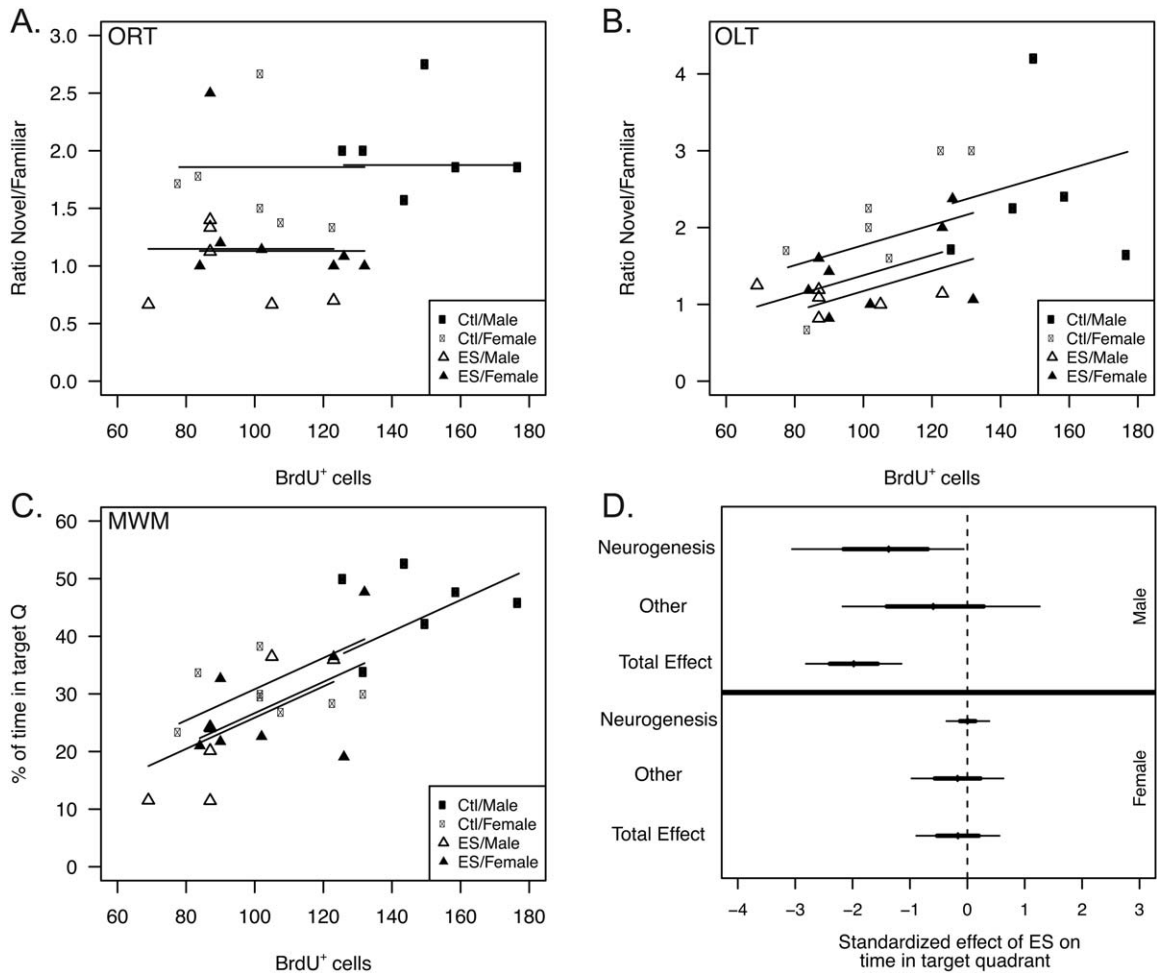 A.
ORT
3.0
2.5
2.0
1.5
1.0
0.5
0.0
Ratio Novel/Familiar
60 80 100 120 140 160 180
BrdU⁺ cells
Ctl/Male
Ctl/Female
ES/Male
ES/Female
B.
OLT
4
3
2
1
0
Ratio Novel/Familiar
60 80 100 120 140 160 180
BrdU⁺ cells
Ctl/Male
Ctl/Female
ES/Male
ES/Female
C.
MWM
60
50
40
30
20
10
0
% of time in target Q
60 80 100 120 140 160 180
BrdU⁺ cells
Ctl/Male
Ctl/Female
ES/Male
ES/Female
D.
Neurogenesis
Other
Total Effect
Male
Neurogenesis
Other
Total Effect
Female
−4 −3 −2 −1 0 1 2 3
Standardized effect of ES on
time in target quadrant